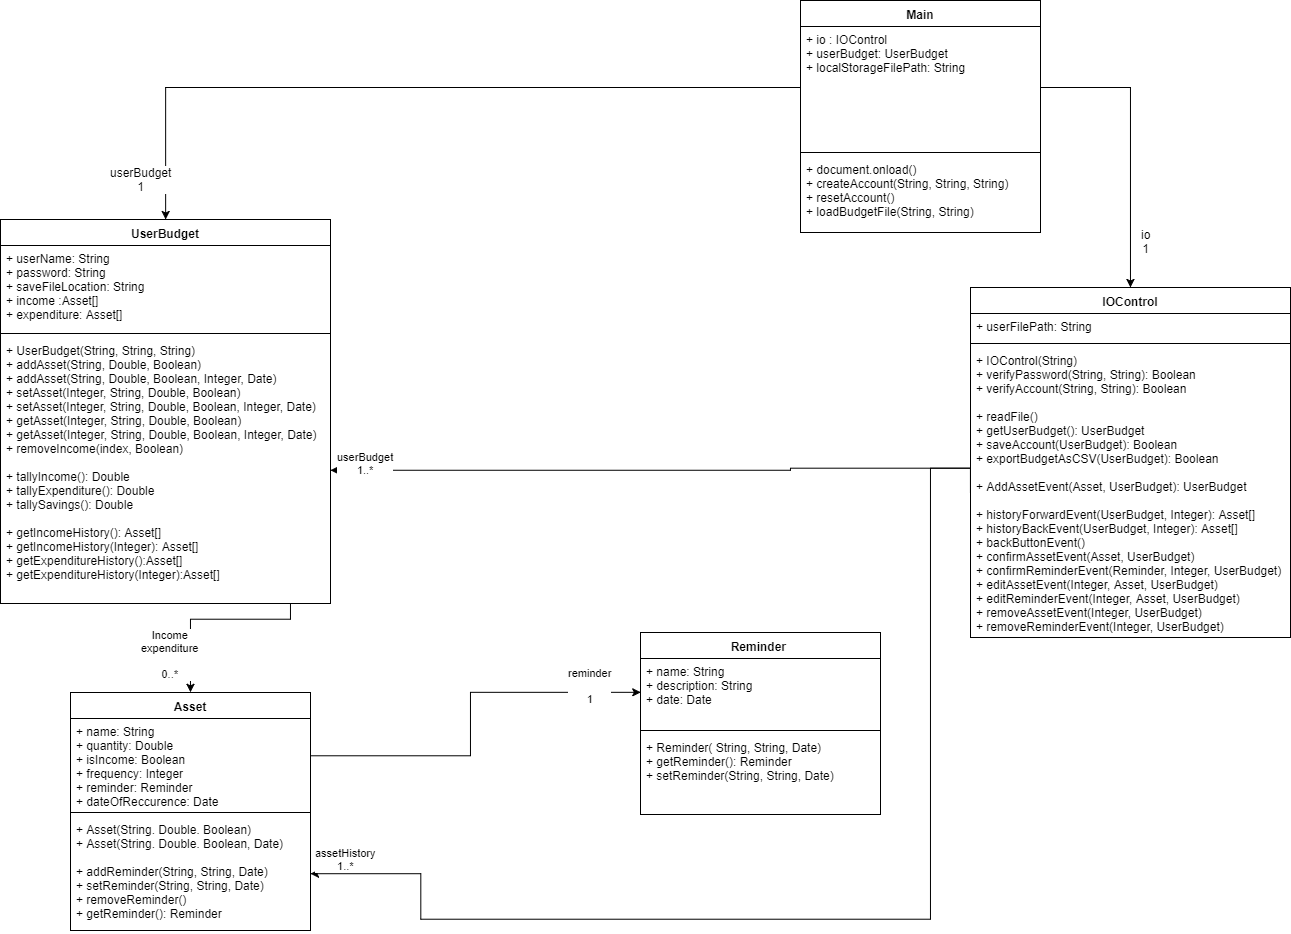 Main
+ io : IOControl
+ userBudget: UserBudget
+ localStorageFilePath: String
+ document.onload()
+ createAccount(String, String, String)
+ resetAccount()
+ loadBudgetFile(String, String)
userBudget
1
io
1
UserBudget
+ userName: String
+ password: String
+ saveFileLocation: String
+ income :Asset[]
+ expenditure: Asset[]
+ UserBudget(String, String, String)
+ addAsset(String, Double, Boolean)
+ addAsset(String, Double, Boolean, Integer, Date)
+ setAsset(Integer, String, Double, Boolean)
+ setAsset(Integer, String, Double, Boolean, Integer, Date)
+ getAsset(Integer, String, Double, Boolean)
+ getAsset(Integer, String, Double, Boolean, Integer, Date)
+ removeIncome(index, Boolean)
+ tallyIncome(): Double
+ tallyExpenditure(): Double
+ tallySavings(): Double
+ getIncomeHistory(): Asset[]
+ getIncomeHistory(Integer): Asset[]
+ getExpenditureHistory():Asset[]
+ getExpenditureHistory(Integer):Asset[]
userBudget
1..*
IOControl
+ userFilePath: String
+ IOControl(String)
+ verifyPassword(String, String): Boolean
+ verifyAccount(String, String): Boolean
+ readFile()
+ getUserBudget(): UserBudget
+ saveAccount(UserBudget): Boolean
+ exportBudgetAsCSV(UserBudget): Boolean
+ AddAssetEvent(Asset, UserBudget): UserBudget
+ historyForwardEvent(UserBudget, Integer): Asset[]
+ historyBackEvent(UserBudget, Integer): Asset[]
+ backButtonEvent()
+ confirmAssetEvent(Asset, UserBudget)
+ confirmReminderEvent(Reminder, Integer, UserBudget)
+ editAssetEvent(Integer, Asset, UserBudget)
+ editReminderEvent(Integer, Asset, UserBudget)
+ removeAssetEvent(Integer, UserBudget)
+ removeReminderEvent(Integer, UserBudget)
Income
expenditure
0..*
Asset
+ name: String
+ quantity: Double
+ isIncome: Boolean
+ frequency: Integer
+ reminder: Reminder
+ dateOfReccurence: Date
+ Asset(String. Double. Boolean)
+ Asset(String. Double. Boolean, Date)
+ addReminder(String, String, Date)
+ setReminder(String, String, Date)
+ removeReminder()
+ getReminder(): Reminder
reminder
1
Reminder
+ name: String
+ description: String
+ date: Date
+ Reminder( String, String, Date)
+ getReminder(): Reminder
+ setReminder(String, String, Date)
assetHistory
1..*